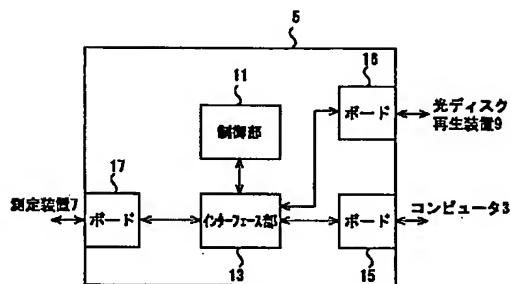 5
16
ボード
光ディスク
再生装置9
11
制御部
17
測定装置7
ボード
インターフェース部
13
ボード
15
コンピュータ3